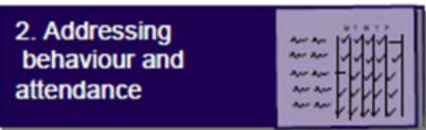 2. Addressing
behaviour and
attendance
M T W T F